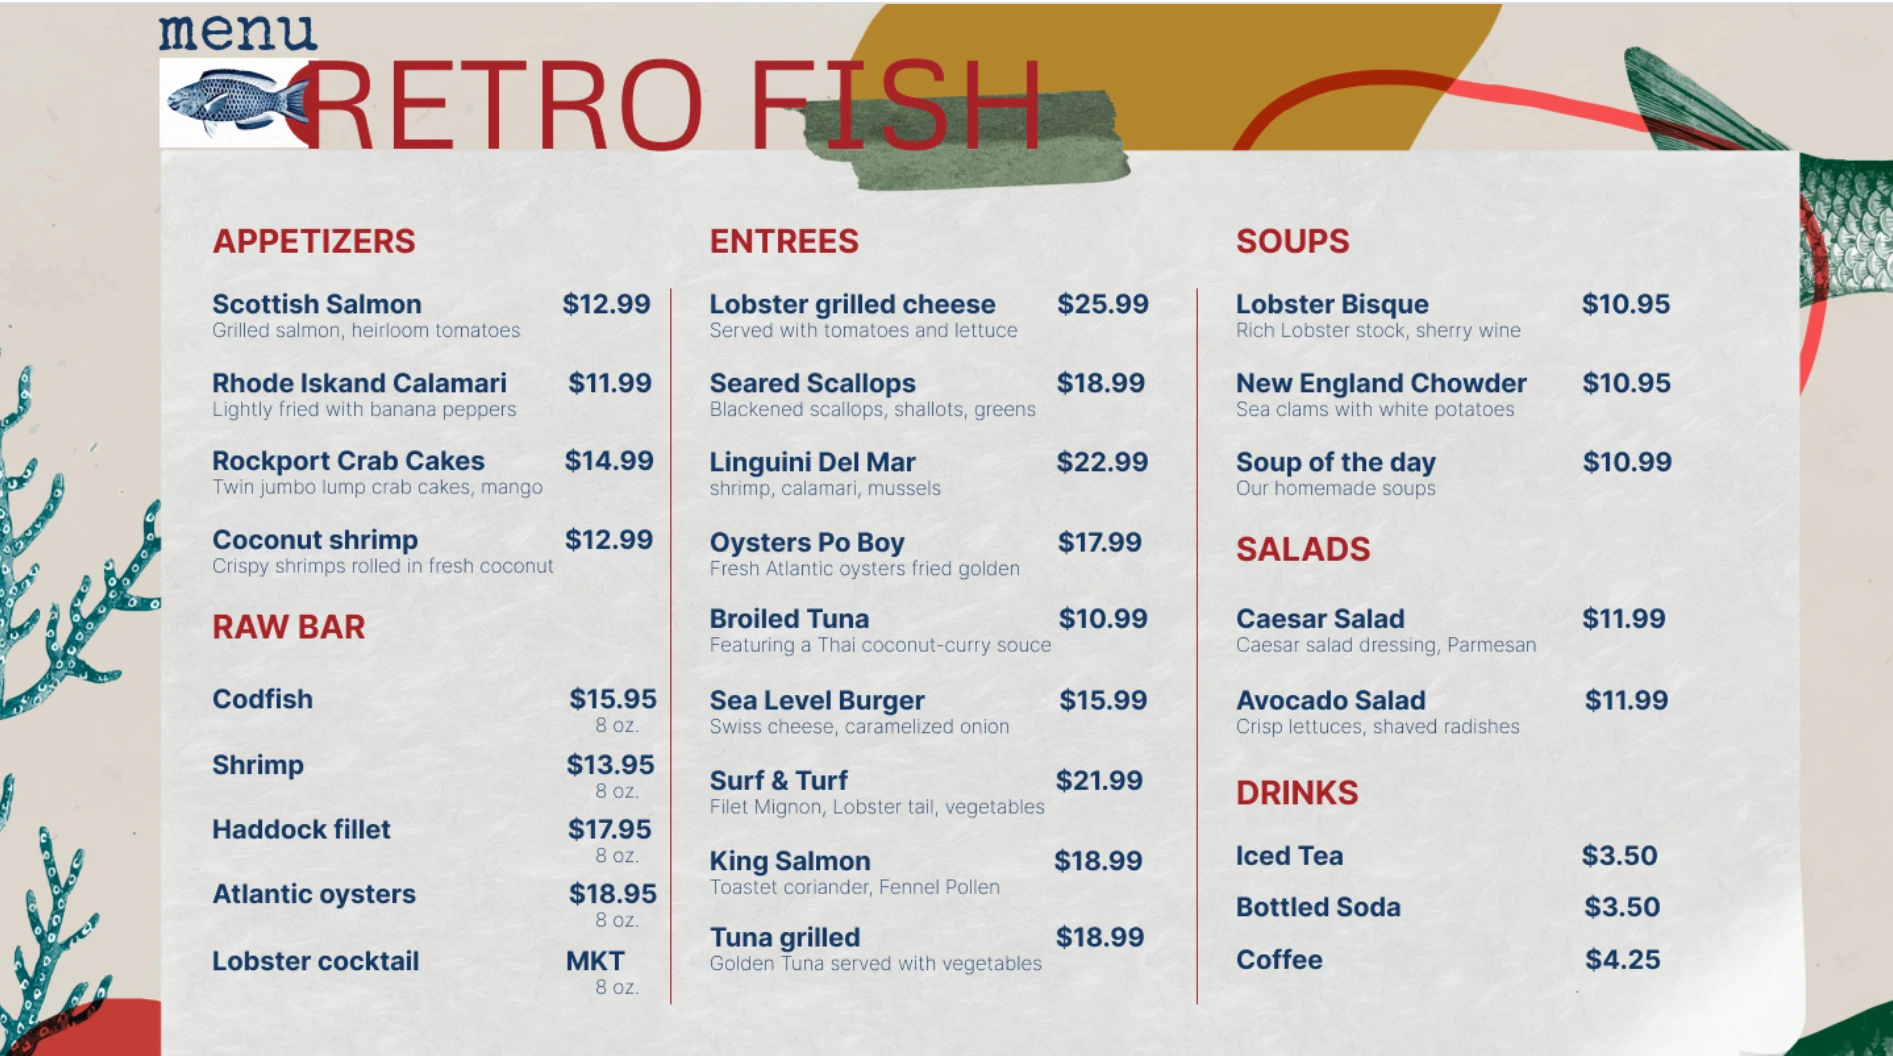 menu
RETRO FISH
APPETIZERS
Scottish Salmon $12.99
Grilled salmon, heirloom tomatoes
Rhode Iskand Calamari $11.99
Lightly fried with banana peppers
Rockport Crab Cakes $14.99
Twin jumbo lump crab cakes, mango
Coconut shrimp $12.99
Crispy shrimps rolled in fresh coconut
RAW BAR
Codfish $15.95
8 oz.
Shrimp $13.95
8 oz.
Haddock fillet $17.95
8 oz.
Atlantic oysters $18.95
8 oz.
Lobster cocktail MKT
8 oz.
ENTREES
Lobster grilled cheese $25.99
Served with tomatoes and lettuce
Seared Scallops $18.99
Blackened scallops, shallots, greens
Linguini Del Mar $22.99
shrimp, calamari, mussels
Oysters Po Boy $17.99
Fresh Atlantic oysters fried golden
Broiled Tuna $10.99
Featuring a Thai coconut-curry souce
Sea Level Burger $15.99
Swiss cheese, caramelized onion
Surf & Turf $21.99
Filet Mignon, Lobster tail, vegetables
King Salmon $18.99
Toastet coriander, Fennel Pollen
Tuna grilled $18.99
Golden Tuna served with vegetables
SOUPS
Lobster Bisque $10.95
Rich Lobster stock, sherry wine
New England Chowder $10.95
Sea clams with white potatoes
Soup of the day $10.99
Our homemade soups
SALADS
Caesar Salad $11.99
Caesar salad dressing, Parmesan
Avocado Salad $11.99
Crisp lettuces, shaved radishes
DRINKS
Iced Tea $3.50
Bottled Soda $3.50
Coffee $4.25